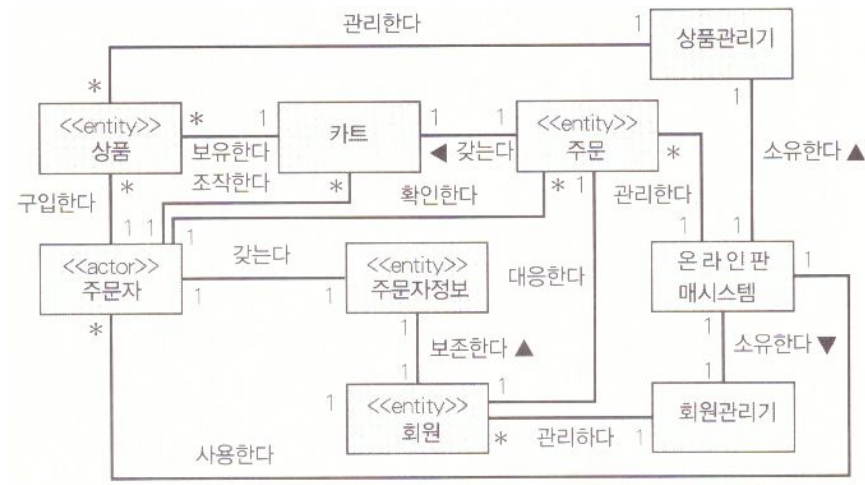 관리한다
1
상품관리기
*
1
<<entity>>
상품
*
1
카트
1
1
<<entity>>
주문
*
보유한다
◀ 갖는다
소유한다 ▲
조작한다
*
*
구입한다
*
확인한다
*
1
관리한다
1
1
1
1
1
1
<<actor>>
주문자
갖는다
1
1
<<entity>>
주문자정보
대응한다
온라인판
매시스템
1
*
1
보존한다 ▲
1
소유한다 ▼
1
1
1
<<entity>>
회원
1
*
관리하다
1
회원관리기
사용한다